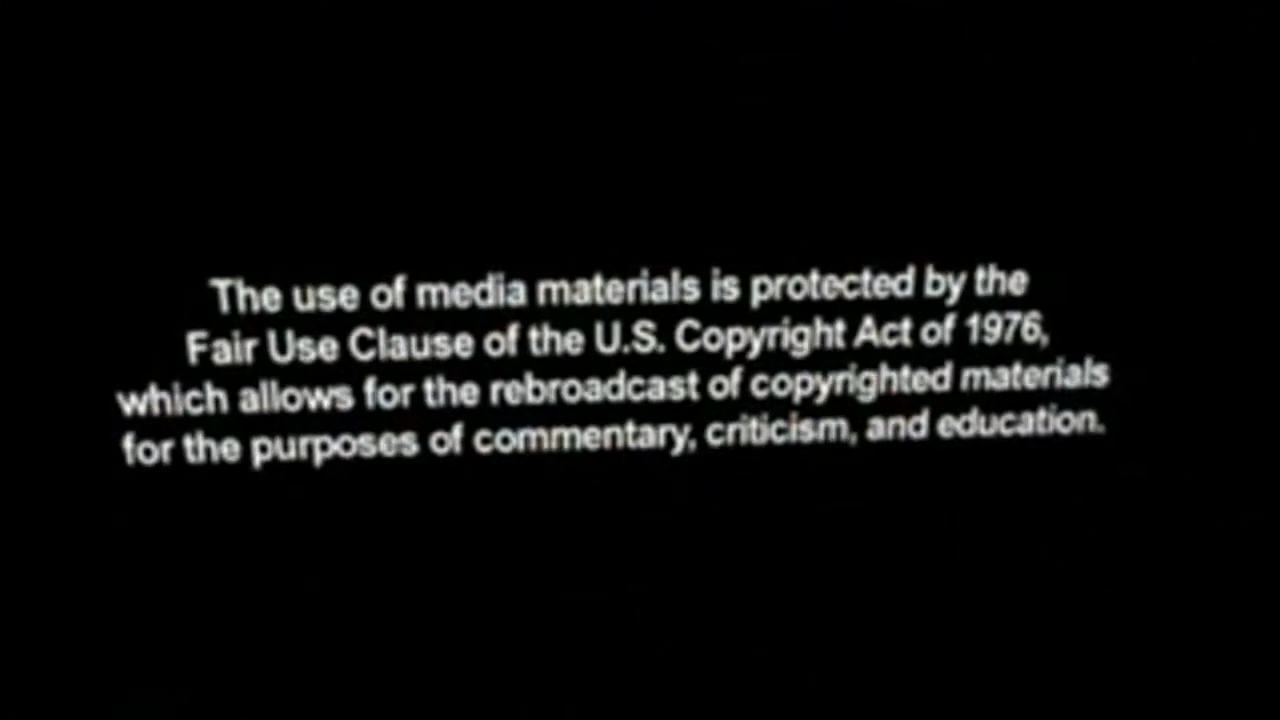 The use of media materials is protected by the
Fair Use Clause of the U.S. Copyright Act of 1976,
which allows for the rebroadcast of copyrighted materials
for the purposes of commentary, criticism, and education.